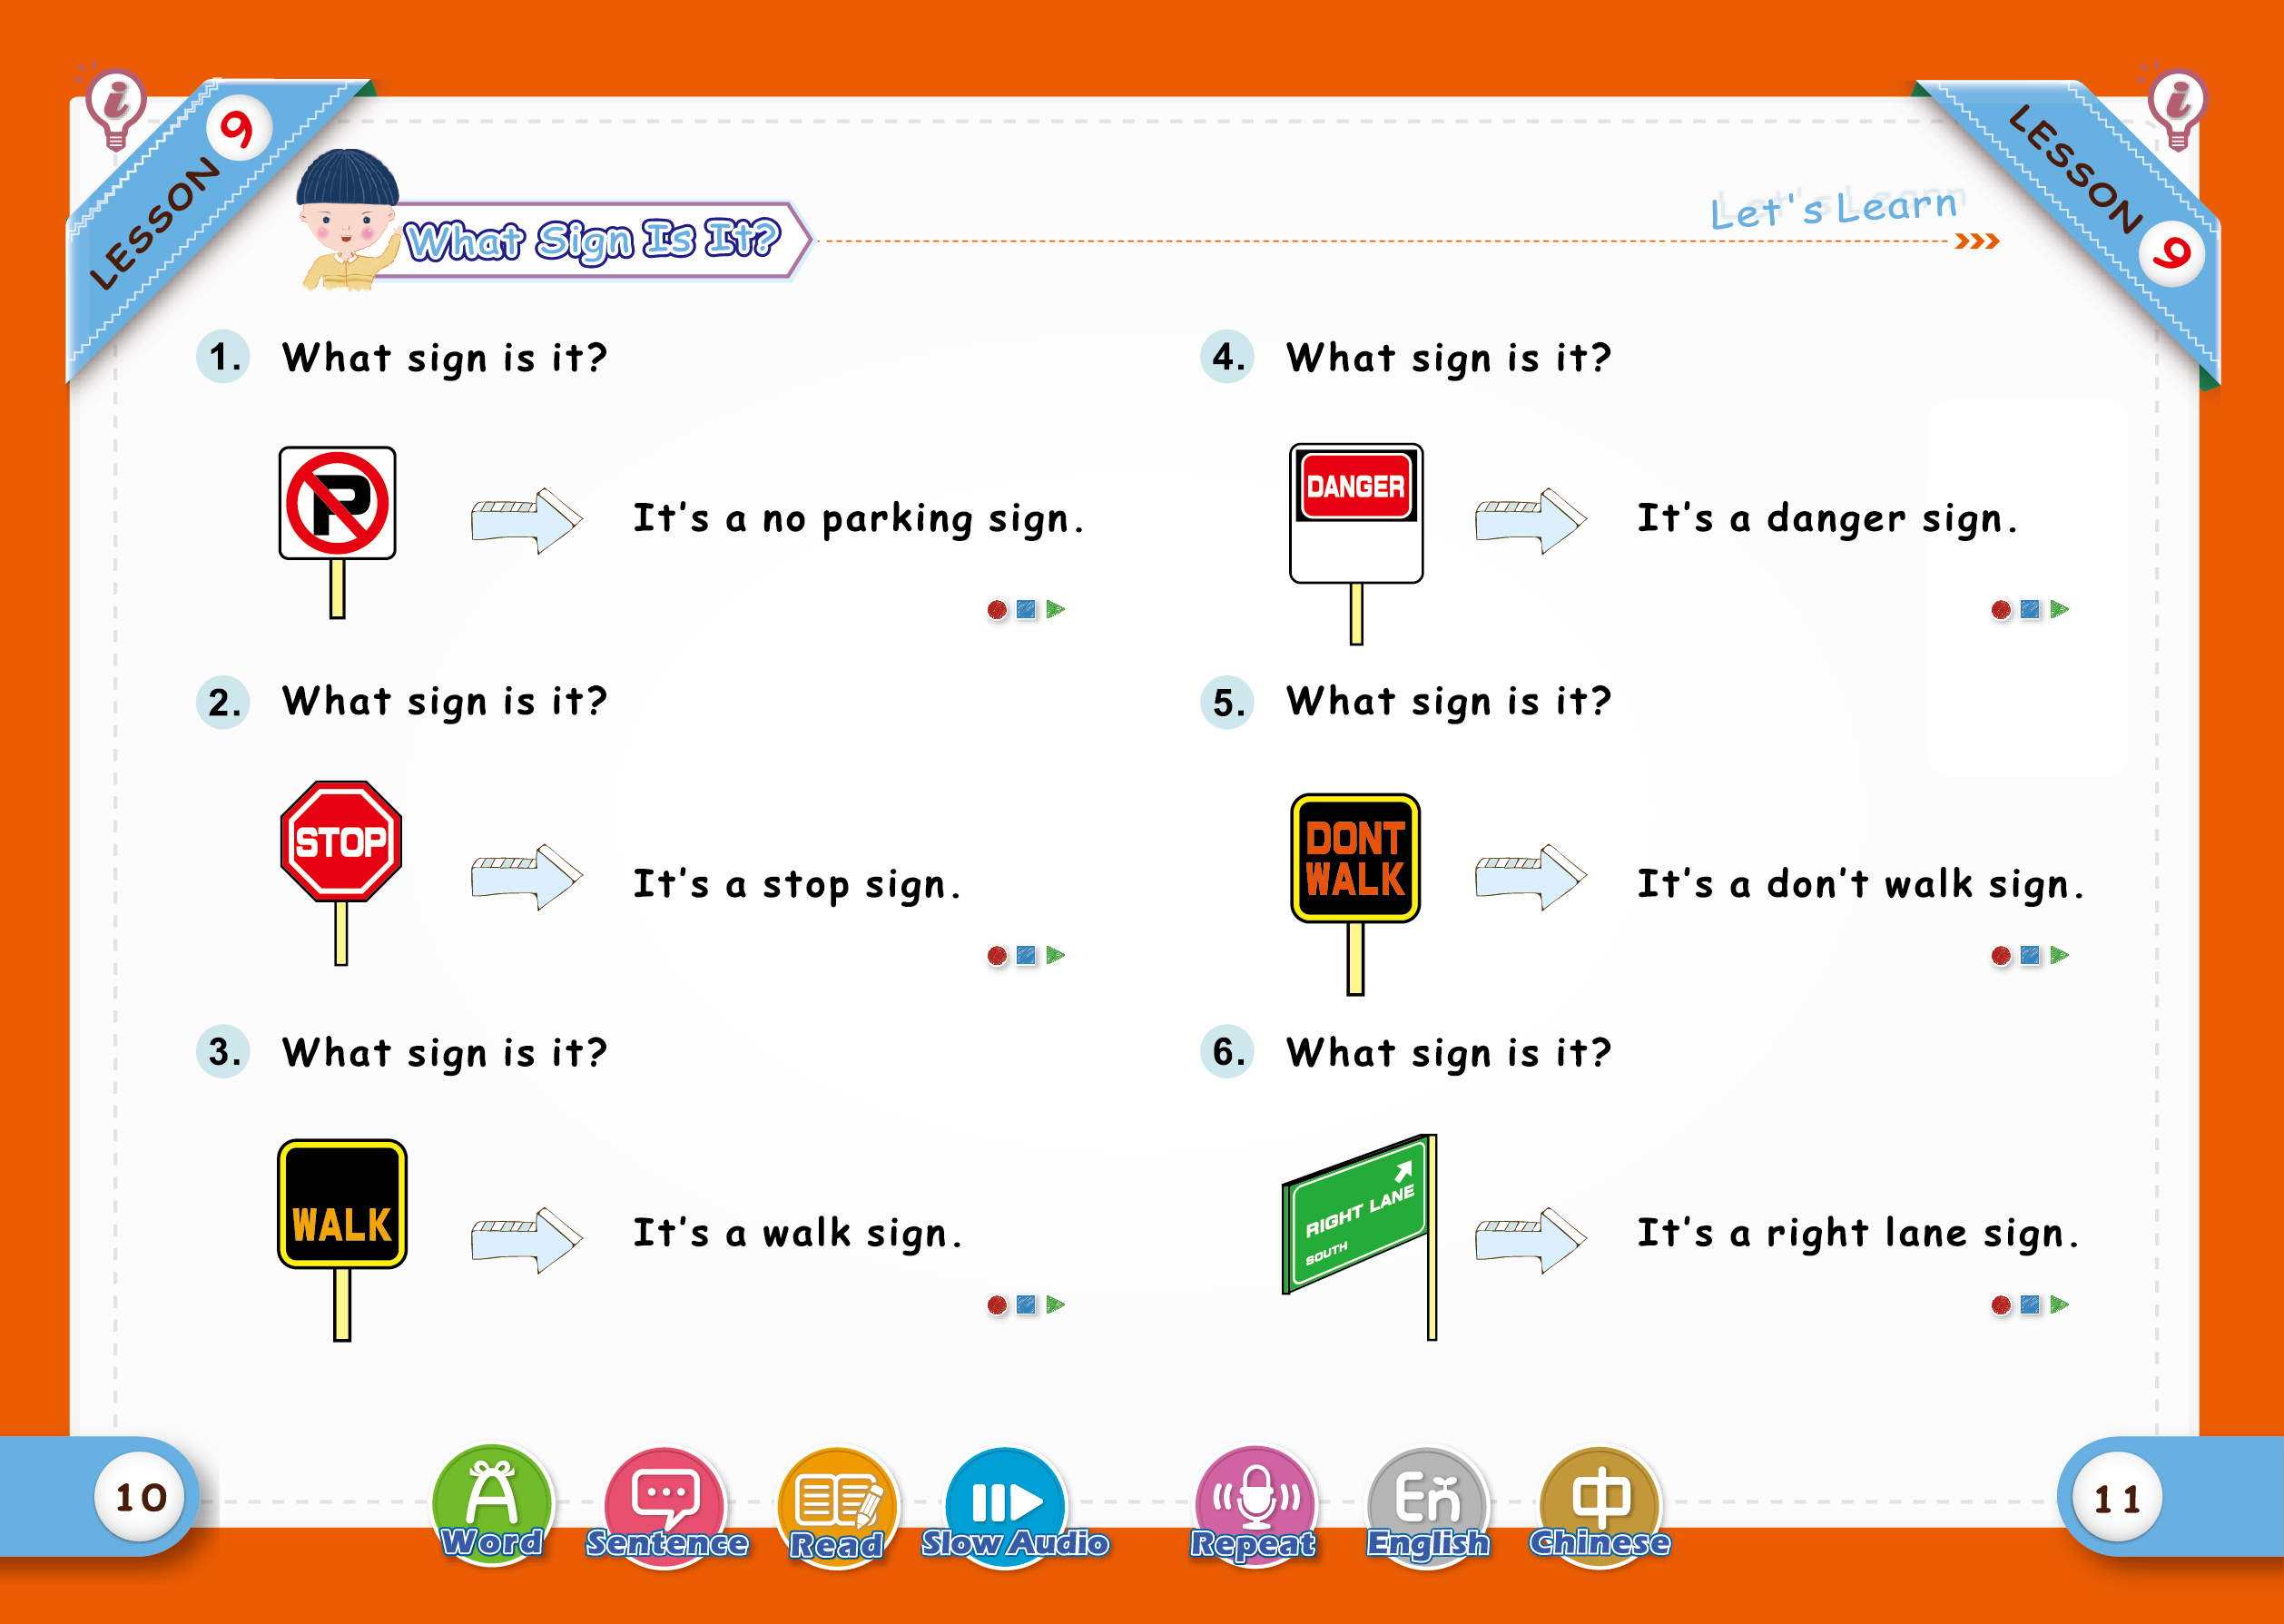 LESSON 9
What Sign Is It?
Let's Learn
LESSON 9
1. What sign is it?
P
It's a no parking sign.
2. What sign is it?
STOP
It's a stop sign.
3. What sign is it?
WALK
It's a walk sign.
4. What sign is it?
DANGER
It's a danger sign.
5. What sign is it?
DONT
WALK
It's a don't walk sign.
6. What sign is it?
RIGHT LANE
SOUTH
It's a right lane sign.
10
Word
Sentence
Read
Slow Audio
Repeat
En
English
中
Chinese
11